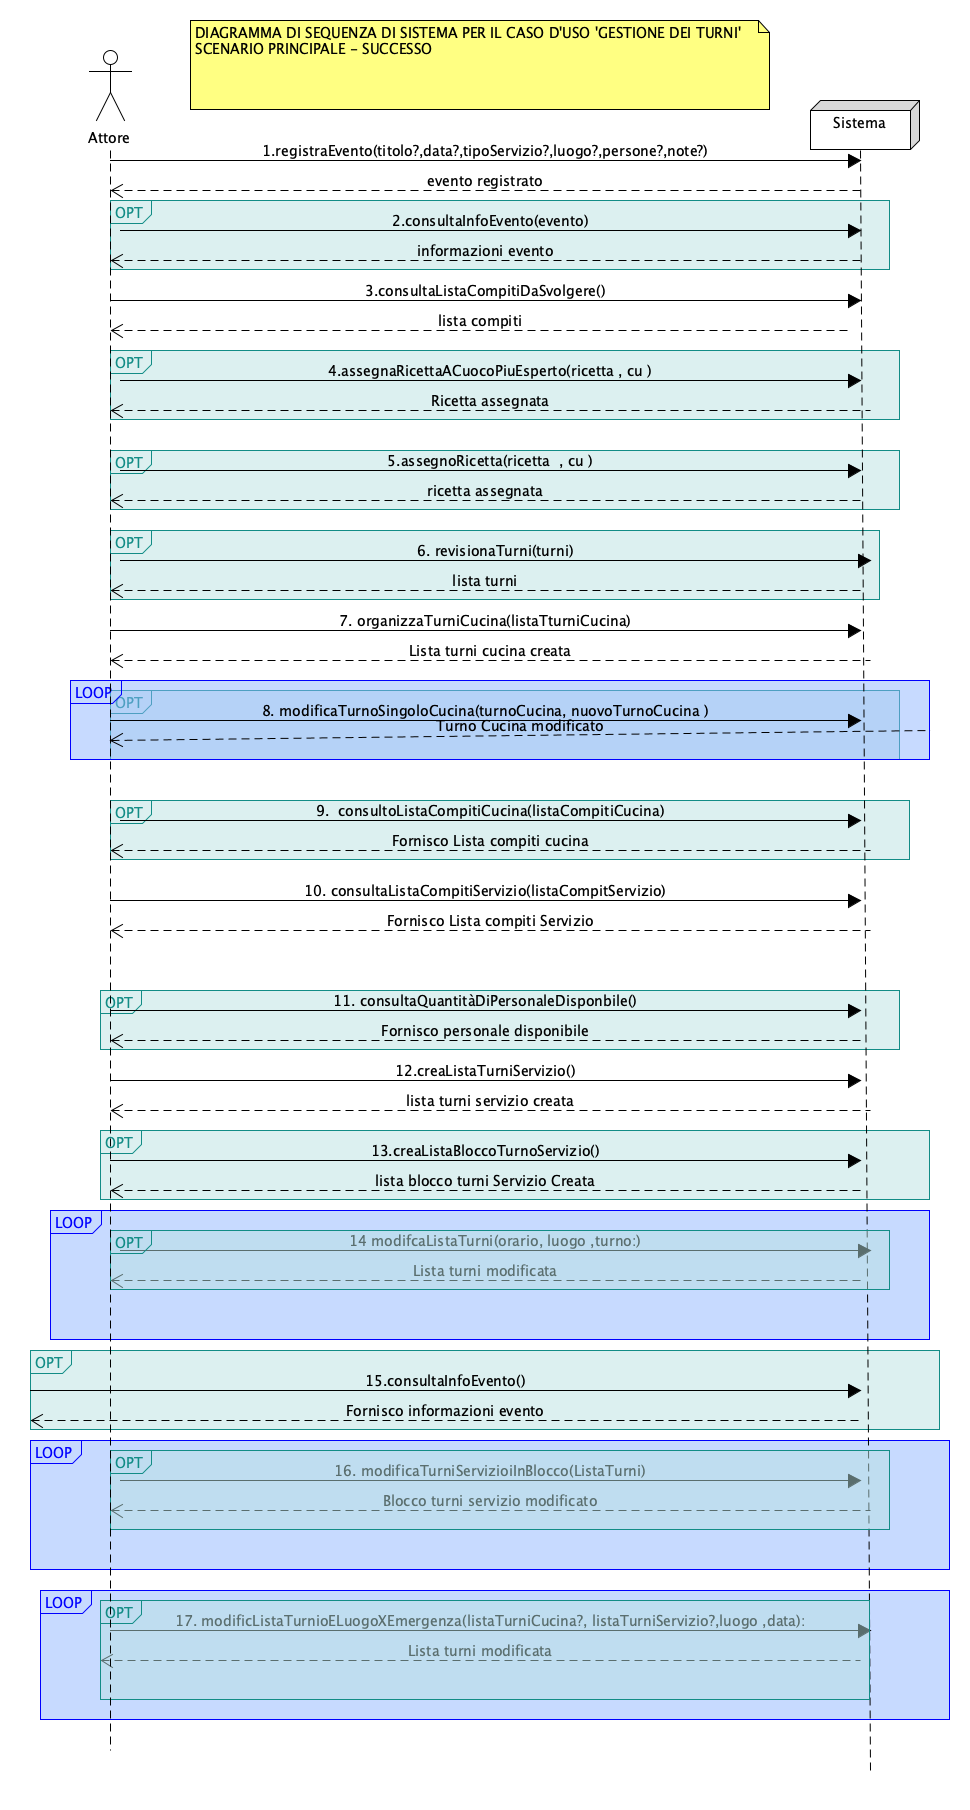 DIAGRAMMA DI SEQUENZA DI SISTEMA PER IL CASO D'USO 'GESTIONE DEI TURNI'
SCENARIO PRINCIPALE - SUCCESSO
Attore
Sistema
1.registraEvento(titolo?,data?,tipoServizio?,luogo?,persone?,note?)
evento registrato
OPT
2.consultaInfoEvento(evento)
informazioni evento
3.consultaListaCompitiDaSvolgere()
lista compiti
OPT
4.assegnaRicettaACuocoPiuEsperto(ricetta , cu )
Ricetta assegnata
OPT
5.assegnoRicetta(ricetta  , cu )
ricetta assegnata
OPT
6. revisionaTurni(turni)
lista turni
7. organizzaTurniCucina(listaTturniCucina)
Lista turni cucina creata
LOOP
OPT
8. modificaTurnoSingoloCucina(turnoCucina, nuovoTurnoCucina )
Turno Cucina modificato
OPT
9.  consultoListaCompitiCucina(listaCompitiCucina)
Fornisco Lista compiti cucina
10. consultaListaCompitiServizio(listaCompitServizio)
Fornisco Lista compiti Servizio
OPT
11. consultaQuantitàDiPersonaleDisponbile()
Fornisco personale disponibile
12.creaListaTurniServizio()
lista turni servizio creata
OPT
13.creaListaBloccoTurnoServizio()
lista blocco turni Servizio Creata
LOOP
OPT
14 modifcaListaTurni(orario, luogo ,turno:)
Lista turni modificata
OPT
15.consultaInfoEvento()
Fornisco informazioni evento
LOOP
OPT
16. modificaTurniServizioiInBlocco(ListaTurni)
Blocco turni servizio modificato
LOOP
OPT
17. modificListaTurnioELuogoXEmergenza(listaTurniCucina?, listaTurniServizio?,luogo ,data):
Lista turni modificata